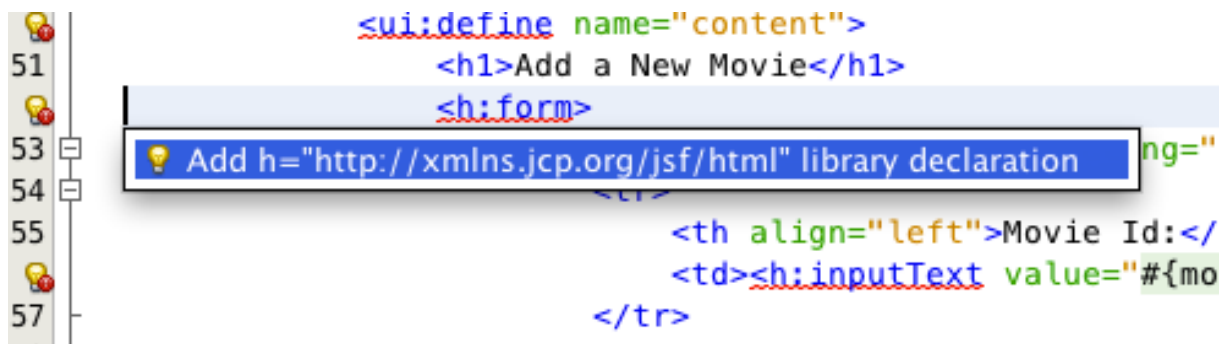 <ui:define name="content">
51 <h1>Add a New Movie</h1>
<h:form>
53 ng="
Add h="http://xmlns.jcp.org/jsf/html" library declaration
54 <tr>
55 <th align="left">Movie Id:</
<td><h:inputText value="#{mo
57 </tr>